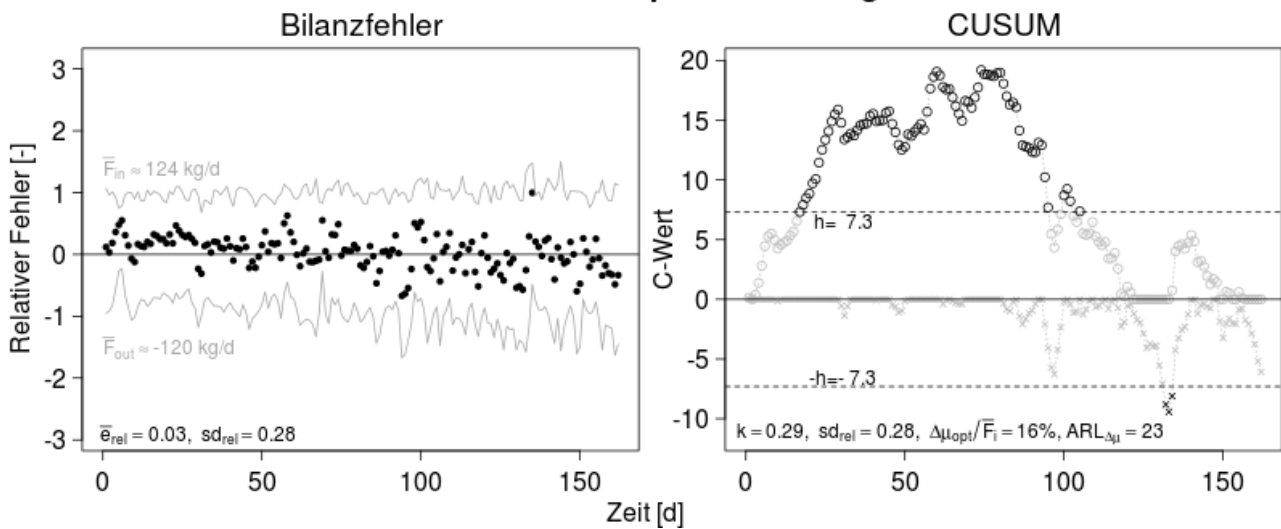 Bilanzfehler
CUSUM
Relativer Fehler [-]
3
2
1
0
-1
-2
-3
F̅in ≈ 124 kg/d
F̅out ≈ -120 kg/d
e̅rel = 0.03, sdrel = 0.28
0
50
100
150
C-Wert
20
15
10
5
0
-5
-10
h= 7.3
-h=- 7.3
k = 0.29, sdrel = 0.28, Δμopt/F̅i = 16%, ARLΔμ = 23
0
50
100
150
Zeit [d]